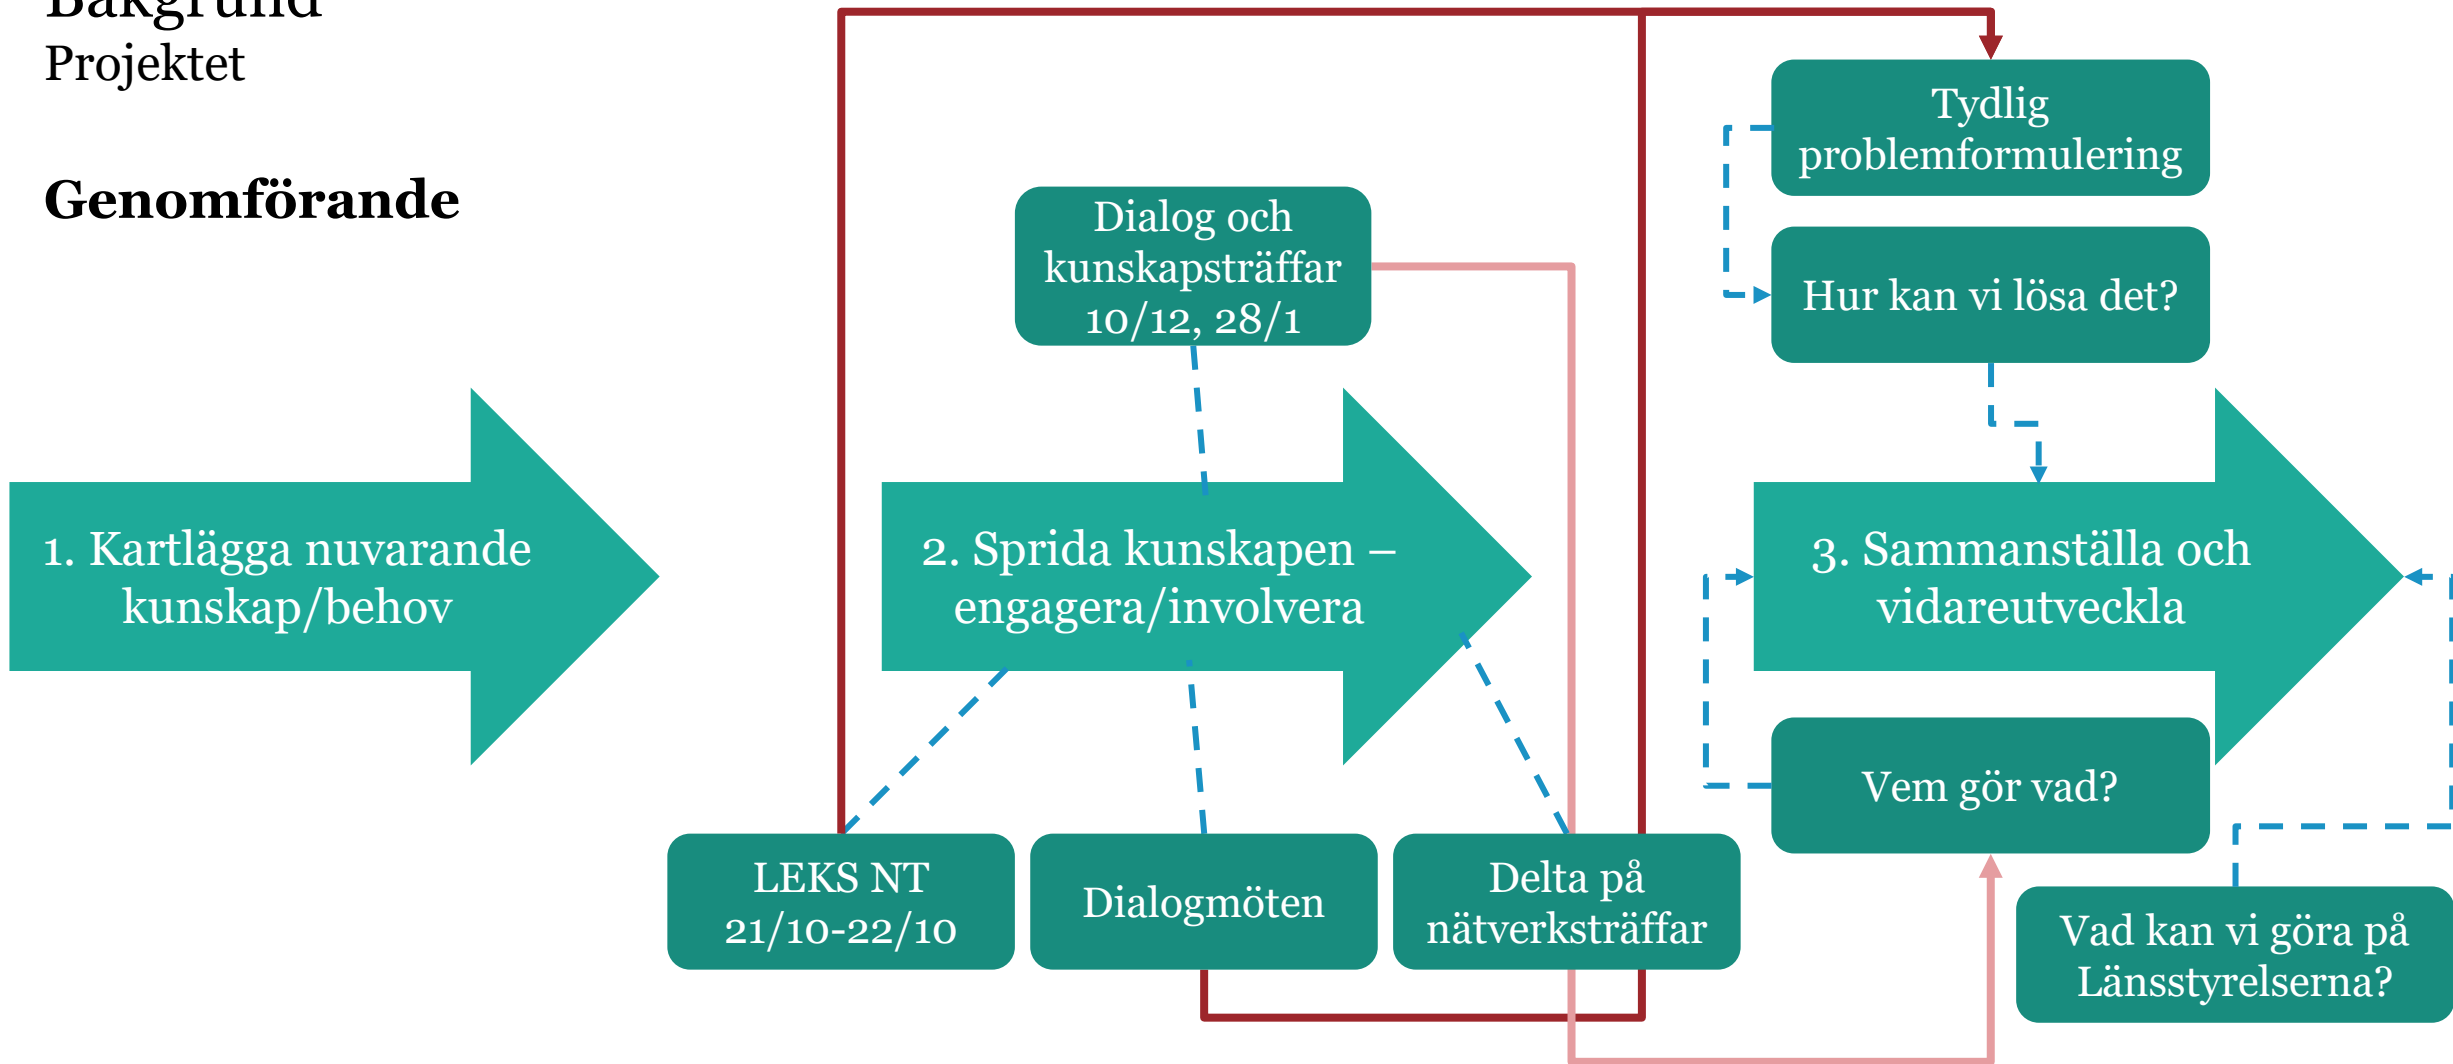 Bakgrund
Projektet
Genomförande
Tydlig
problemformulering
Dialog och
kunskapsträffar
10/12, 28/1
Hur kan vi lösa det?
1. Kartlägga nuvarande
kunskap/behov
2. Sprida kunskapen –
engagera/involvera
3. Sammanställa och
vidareutveckla
Vem gör vad?
LEKS NT
21/10-22/10
Dialogmöten
Delta på
nätverksträffar
Vad kan vi göra på
Länsstyrelserna?